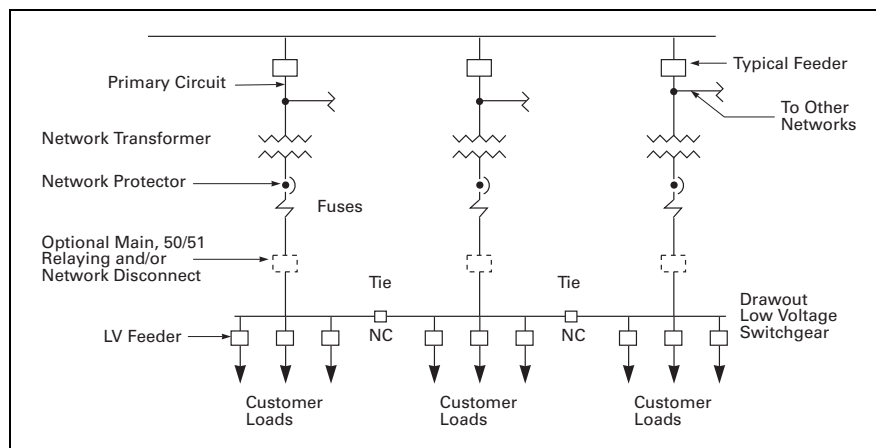 Primary Circuit
Typical Feeder
To Other
Networks
Network Transformer
Network Protector
Fuses
Optional Main, 50/51
Relaying and/or
Network Disconnect
Tie
Tie
Drawout
Low Voltage
Switchgear
LV Feeder
NC
NC
Customer
Loads
Customer
Loads
Customer
Loads